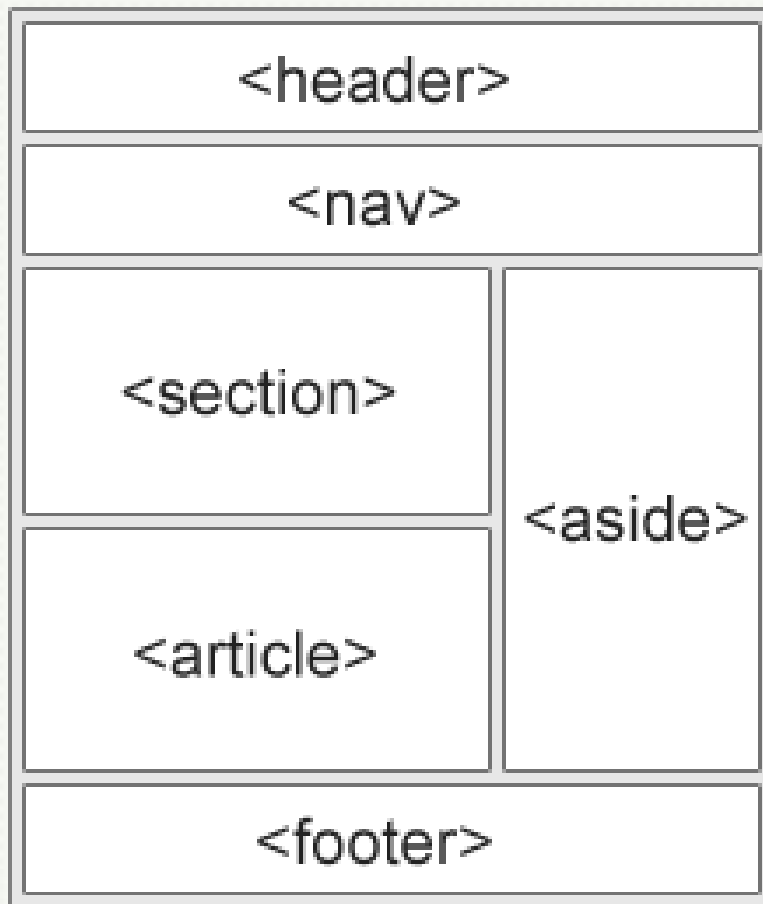 <header>
<nav>
<section>
<aside>
<article>
<footer>